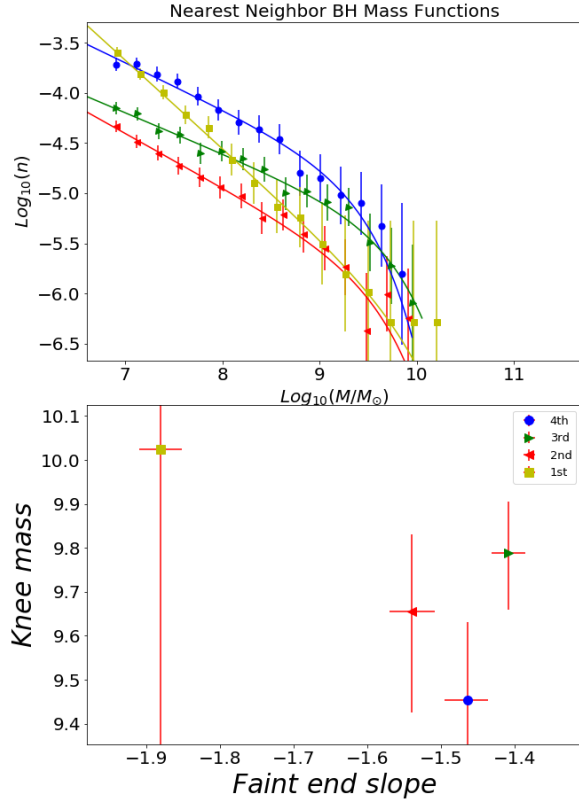 Nearest Neighbor BH Mass Functions
Log₁₀(n)
−3.5
−4.0
−4.5
−5.0
−5.5
−6.0
−6.5
7 8 9 10 11
Log₁₀(M/M☉)
Knee mass
10.1
10.0
9.9
9.8
9.7
9.6
9.5
9.4
4th
3rd
2nd
1st
−1.9 −1.8 −1.7 −1.6 −1.5 −1.4
Faint end slope